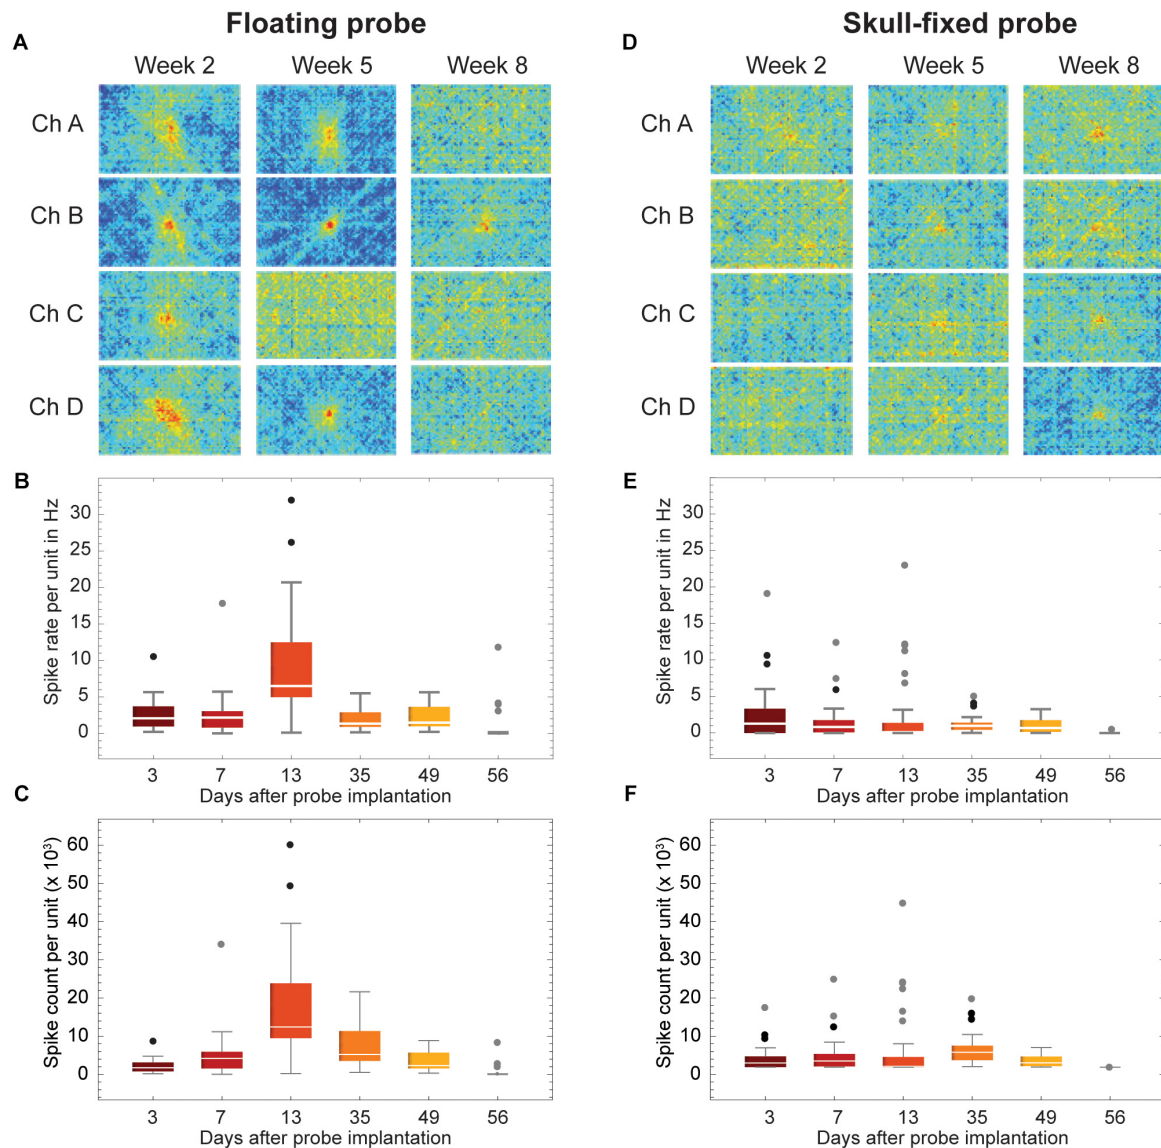 Floating probe
Skull-fixed probe
A
D
Week 2 Week 5 Week 8
Week 2 Week 5 Week 8
Ch A
Ch B
Ch C
Ch D
Ch A
Ch B
Ch C
Ch D
B
Spike rate per unit in Hz
30
25
20
15
10
5
0
3 7 13 35 49 56
Days after probe implantation
E
Spike rate per unit in Hz
30
25
20
15
10
5
0
3 7 13 35 49 56
Days after probe implantation
C
Spike count per unit (x 10³)
60
50
40
30
20
10
0
3 7 13 35 49 56
Days after probe implantation
F
Spike count per unit (x 10³)
60
50
40
30
20
10
0
3 7 13 35 49 56
Days after probe implantation